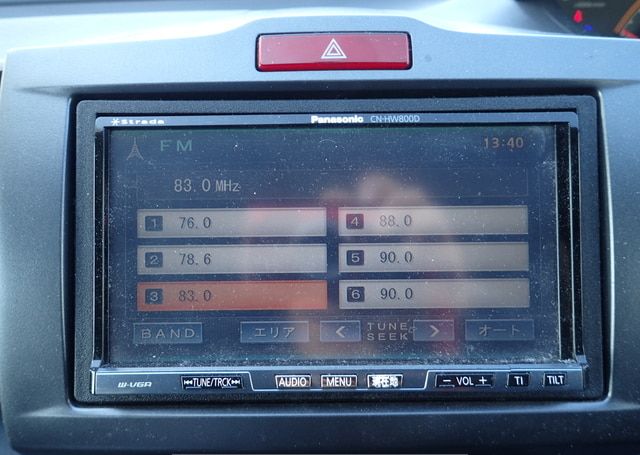 Strada Panasonic CN-HW800D
FM 13:40
83.0 MHz
1 76.0 4 88.0
2 78.6 5 90.0
3 83.0 6 90.0
BAND エリア < TUNE > オート
SEEK
W-VGA TUNE/TRCK AUDIO MENU 現在地 − VOL + TI TILT